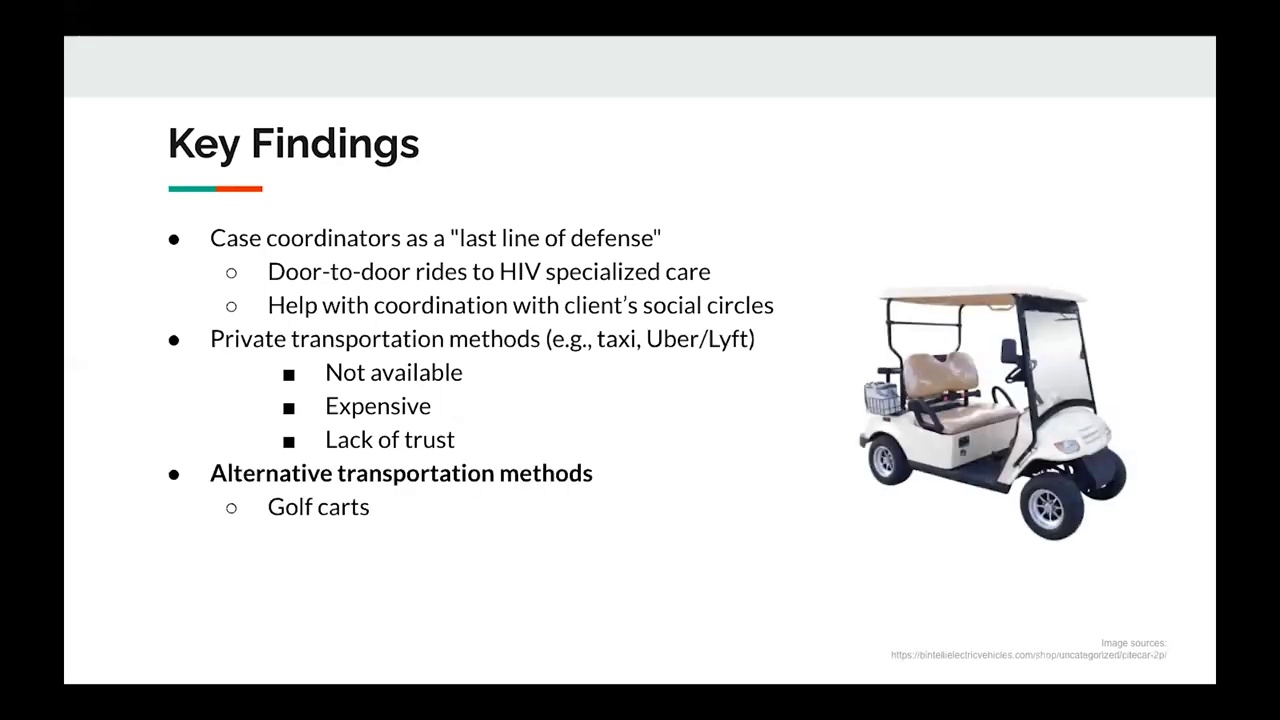 Key Findings
● Case coordinators as a "last line of defense"
○ Door-to-door rides to HIV specialized care
○ Help with coordination with client’s social circles
● Private transportation methods (e.g., taxi, Uber/Lyft)
■ Not available
■ Expensive
■ Lack of trust
● Alternative transportation methods
○ Golf carts
Image sources:
https://bintellielectricvehicles.com/shop/uncategorized/citecar-2p/